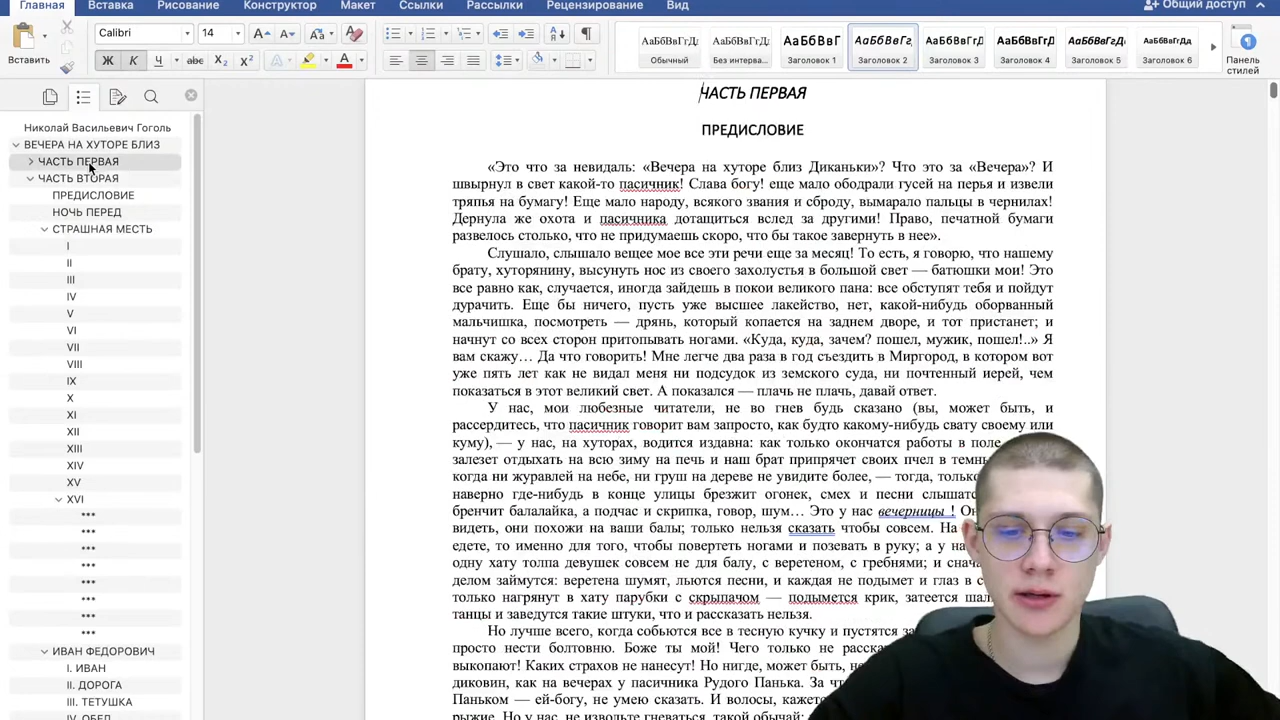 Главная Вставка Рисование Конструктор Макет Ссылки Рассылки Рецензирование Вид Общий доступ
Вставить Calibri 14
АаБбВвГгДд Обычный
АаБбВвГгДд Без интерва...
АаБбВвГ Заголовок 1
АаБбВвГг Заголовок 2
АаБбВвГгД Заголовок 3
АаБбВвГгД Заголовок 4
АаБбВвГгДд Заголовок 5
АаБбВвГгДд Заголовок 6
Панель стилей
Николай Васильевич Гоголь
ВЕЧЕРА НА ХУТОРЕ БЛИЗ
ЧАСТЬ ПЕРВАЯ
ЧАСТЬ ВТОРАЯ
ПРЕДИСЛОВИЕ
НОЧЬ ПЕРЕД
СТРАШНАЯ МЕСТЬ
I
II
III
IV
V
VI
VII
VIII
IX
X
XI
XII
XIII
XIV
XV
XVI
***
***
***
***
***
***
***
***
ИВАН ФЕДОРОВИЧ
I. ИВАН
II. ДОРОГА
III. ТЕТУШКА
IV. ОБЕД
ЧАСТЬ ПЕРВАЯ
ПРЕДИСЛОВИЕ
«Это что за невидаль: «Вечера на хуторе близ Диканьки»? Что это за «Вечера»? И
швырнул в свет какой-то пасичник! Слава богу! еще мало ободрали гусей на перья и извели
тряпья на бумагу! Еще мало народу, всякого звания и сброду, вымарало пальцы в чернилах!
Дернула же охота и пасичника дотащиться вслед за другими! Право, печатной бумаги
развелось столько, что не придумаешь скоро, что бы такое завернуть в нее».
Слушало, слышало вещее мое все эти речи еще за месяц! То есть, я говорю, что нашему
брату, хуторянину, высунуть нос из своего захолустья в большой свет — батюшки мои! Это
все равно как, случается, иногда зайдешь в покои великого пана: все обступят тебя и пойдут
дурачить. Еще бы ничего, пусть уже высшее лакейство, нет, какой-нибудь оборванный
мальчишка, посмотреть — дрянь, который копается на заднем дворе, и тот пристанет; и
начнут со всех сторон притопывать ногами. «Куда, куда, зачем? пошел, мужик, пошел!..» Я
вам скажу… Да что говорить! Мне легче два раза в год съездить в Миргород, в котором вот
уже пять лет как не видал меня ни подсудок из земского суда, ни почтенный иерей, чем
показаться в этот великий свет. А показался — плачь не плачь, давай ответ.
У нас, мои любезные читатели, не во гнев будь сказано (вы, может быть, и
рассердитесь, что пасичник говорит вам запросто, как будто какому-нибудь свату своему или
куму), — у нас, на хуторах, водится издавна: как только окончатся работы в поле
залезет отдыхать на всю зиму на печь и наш брат припрячет своих пчел в темн
когда ни журавлей на небе, ни груш на дереве не увидите более, — тогда, только
наверно где-нибудь в конце улицы брезжит огонек, смех и песни слышатс
бренчит балалайка, а подчас и скрипка, говор, шум… Это у нас вечерницы !
видеть, они похожи на ваши балы; только нельзя сказать чтобы совсем. На
едете, то именно для того, чтобы повертеть ногами и позевать в руку; а у на
одну хату толпа девушек совсем не для балу, с веретеном, с гребнями; и снача
делом займутся: веретена шумят, льются песни, и каждая не подымет и глаз в с
только нагрянут в хату парубки с скрыпачом — подымется крик, затеется шал
танцы и заведутся такие штуки, что и рассказать нельзя.
Но лучше всего, когда собьются все в тесную кучку и пустятся за
просто нести болтовню. Боже ты мой! Чего только не расска
выкопают! Каких страхов не нанесут! Но нигде, может быть, не
диковин, как на вечерах у пасичника Рудого Панька. За что
Паньком — ей-богу, не умею сказать. И волосы, кажетс
рыжие. Но у нас, не извольте гневаться, такой обычай: